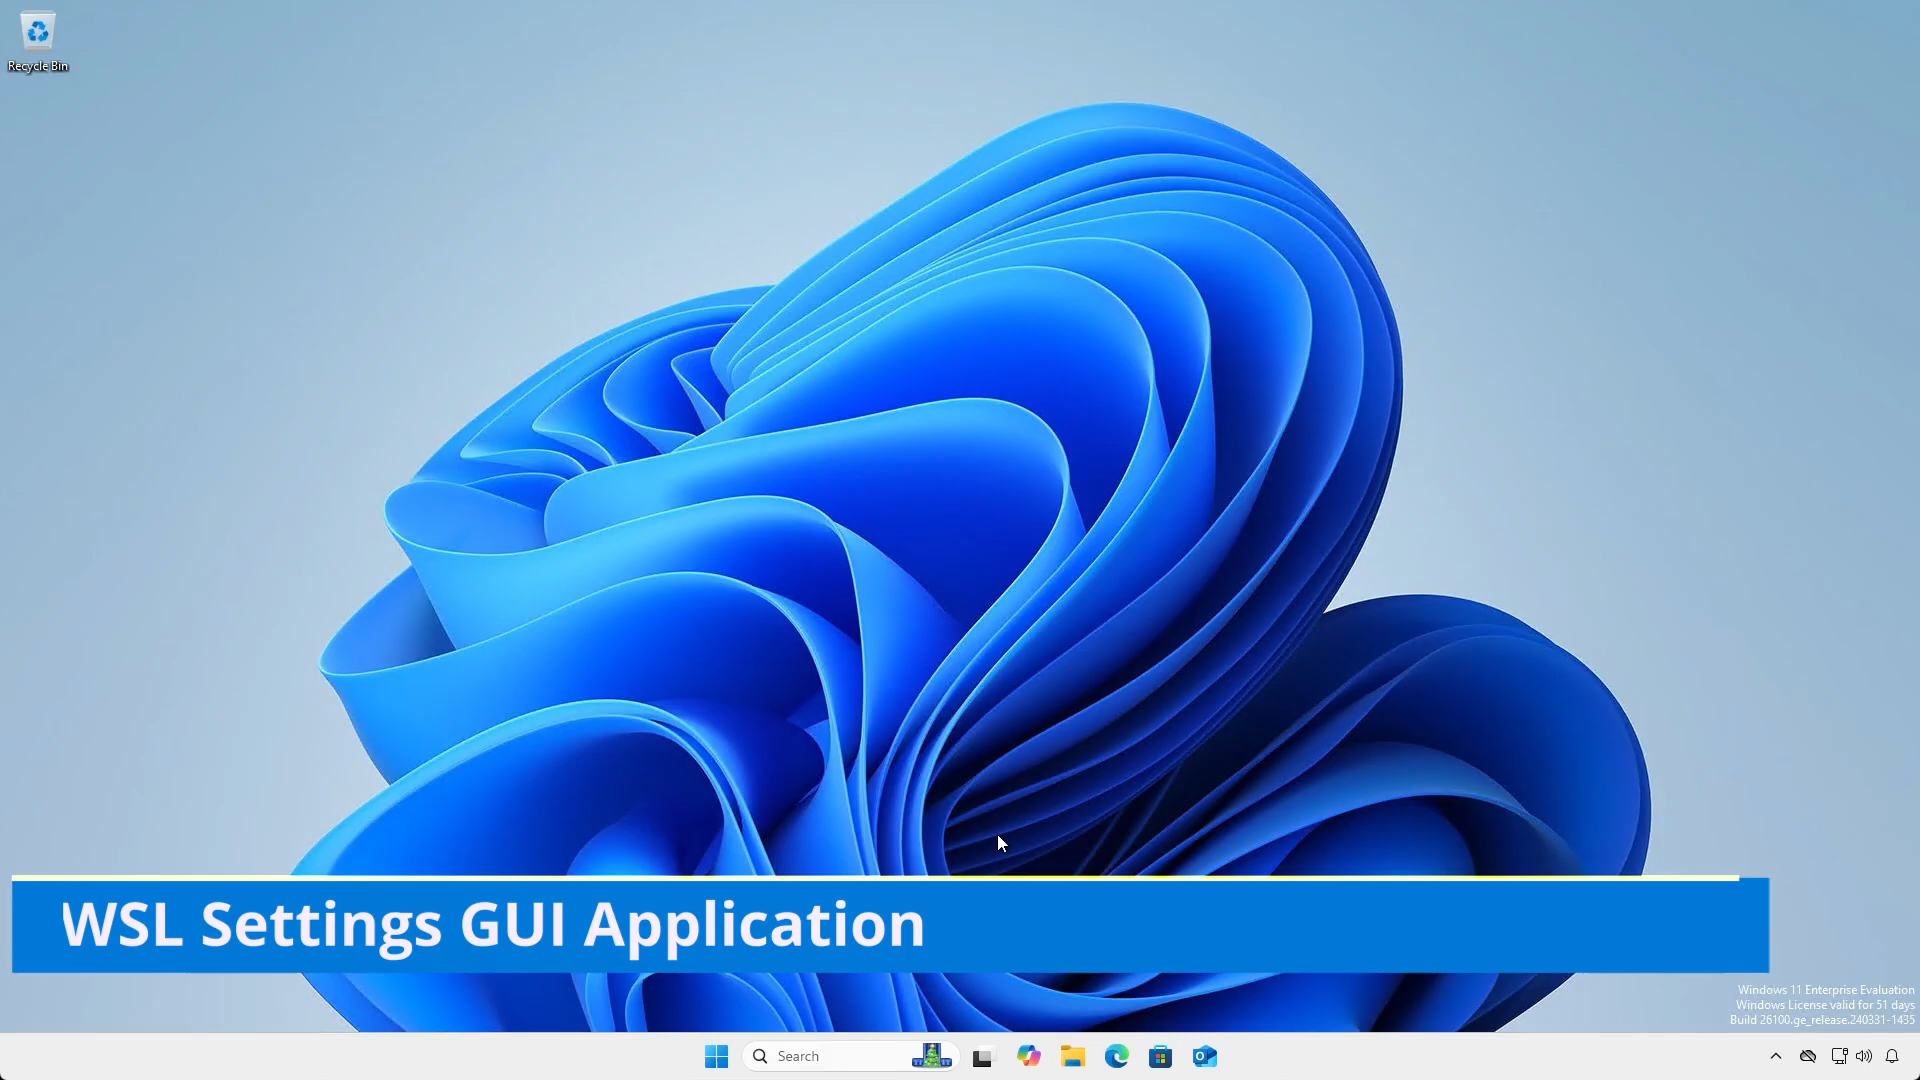 Recycle Bin
WSL Settings GUI Application
Windows 11 Enterprise Evaluation
Windows License valid for 51 days
Build 26100.ge_release.240331-1435
Search